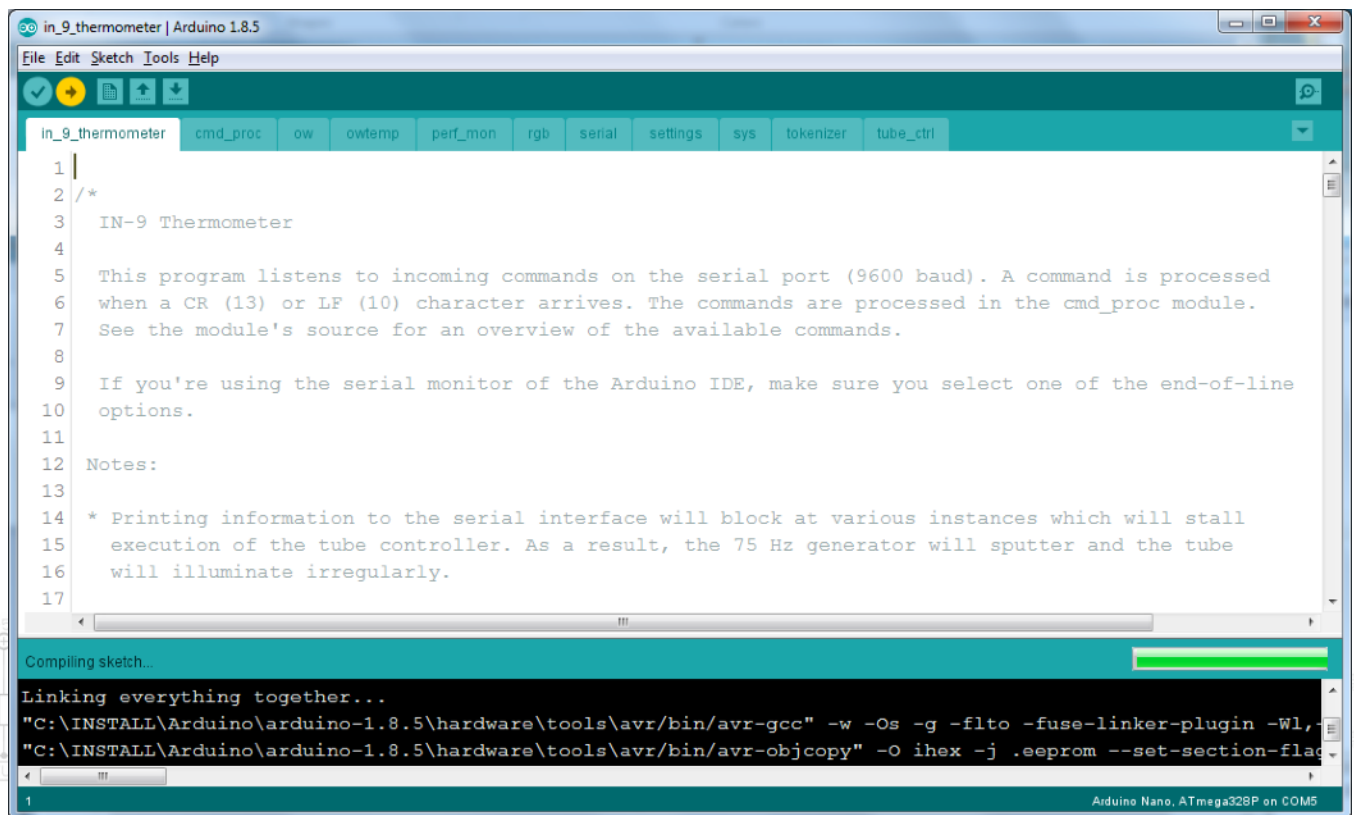 in_9_thermometer | Arduino 1.8.5
File Edit Sketch Tools Help
in_9_thermometer cmd_proc ow owtemp perf_mon rgb serial settings sys tokenizer tube_ctrl
1
2 /*
3 IN-9 Thermometer
4
5 This program listens to incoming commands on the serial port (9600 baud). A command is processed
6 when a CR (13) or LF (10) character arrives. The commands are processed in the cmd_proc module.
7 See the module's source for an overview of the available commands.
8
9 If you're using the serial monitor of the Arduino IDE, make sure you select one of the end-of-line
10 options.
11
12 Notes:
13
14 * Printing information to the serial interface will block at various instances which will stall
15 execution of the tube controller. As a result, the 75 Hz generator will sputter and the tube
16 will illuminate irregularly.
17
Compiling sketch...
Linking everything together...
"C:\INSTALL\Arduino\arduino-1.8.5\hardware\tools\avr/bin/avr-gcc" -w -Os -g -flto -fuse-linker-plugin -Wl,-
"C:\INSTALL\Arduino\arduino-1.8.5\hardware\tools\avr/bin/avr-objcopy" -O ihex -j .eeprom --set-section-flag
1 Arduino Nano, ATmega328P on COM5